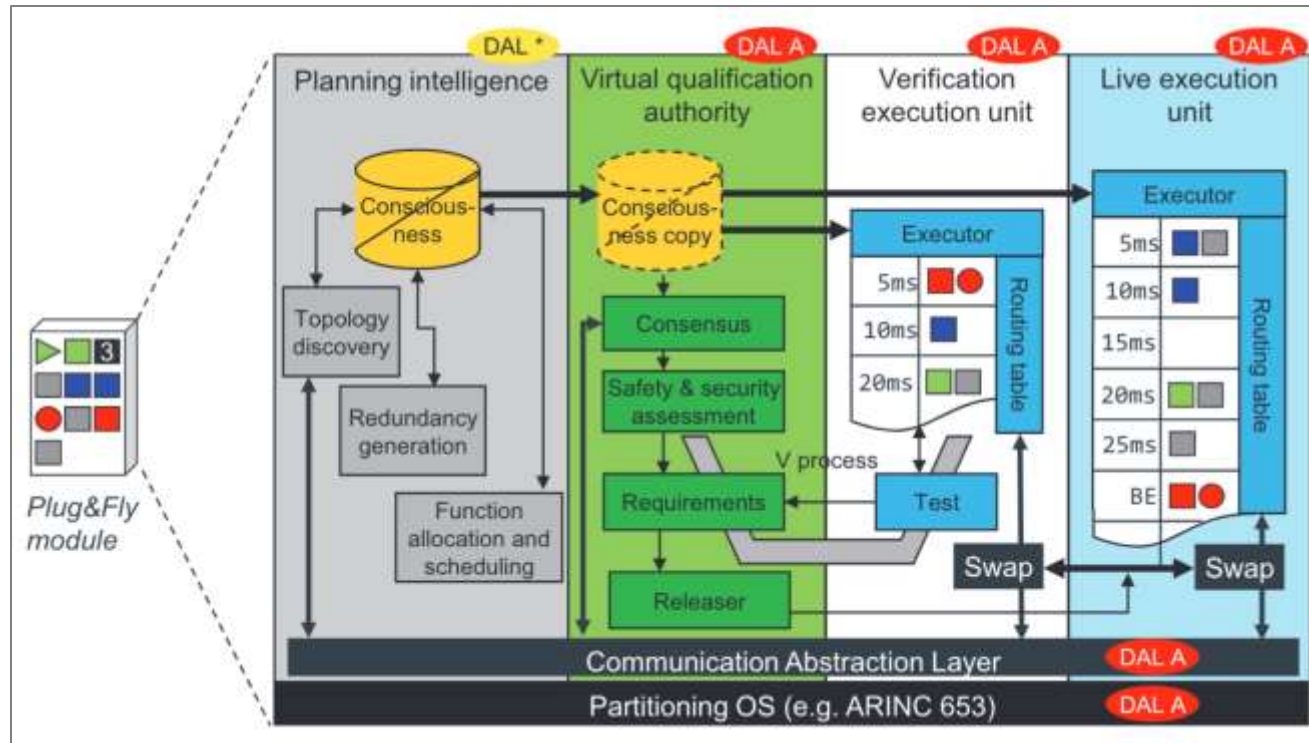 DAL *
DAL A
DAL A
DAL A
Planning intelligence
Virtual qualification
authority
Verification
execution unit
Live execution
unit
Conscious-
ness
Conscious-
ness copy
Topology
discovery
Redundancy
generation
Function
allocation and
scheduling
Consensus
Safety & security
assessment
V process
Requirements
Releaser
Executor
5ms
10ms
20ms
Routing table
Test
Swap
Executor
5ms
10ms
15ms
20ms
25ms
BE
Routing table
Swap
3
Plug&Fly
module
Communication Abstraction Layer
DAL A
Partitioning OS (e.g. ARINC 653)
DAL A